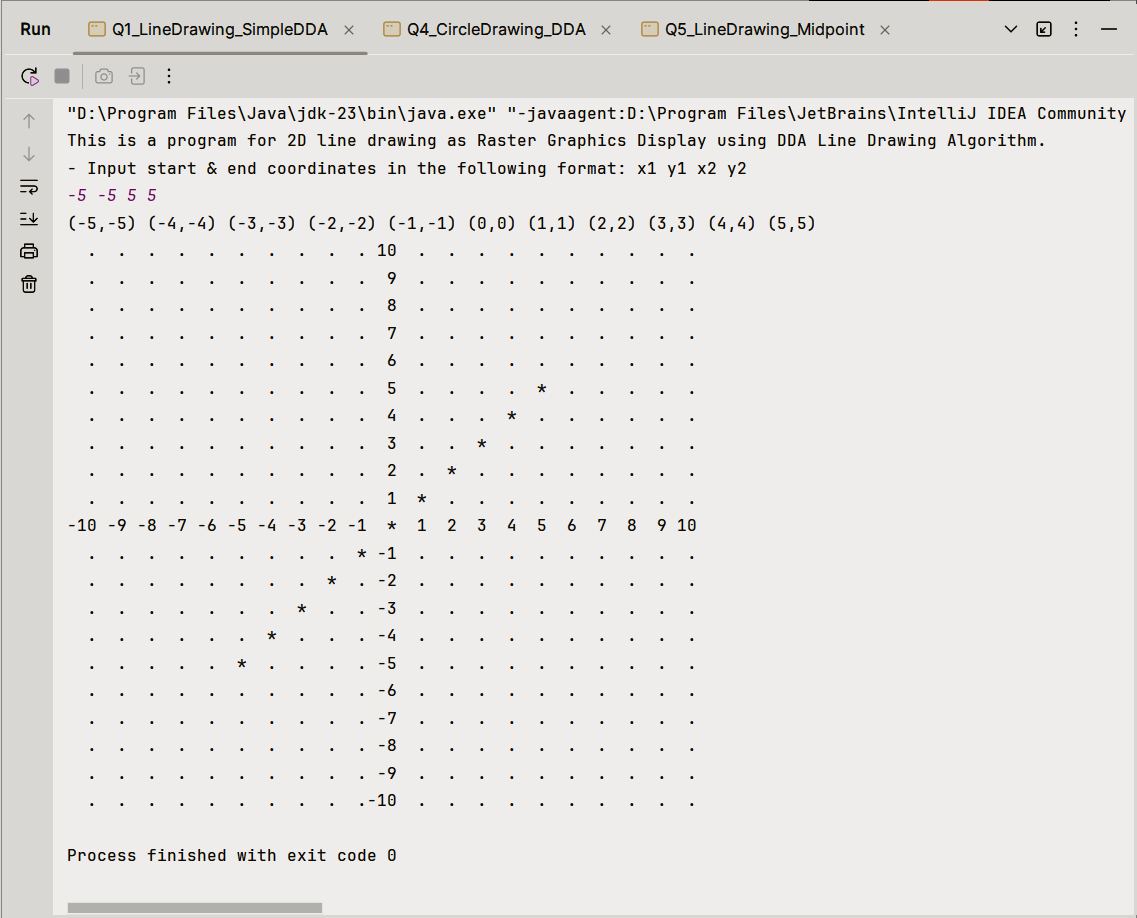 Run Q1_LineDrawing_SimpleDDA Q4_CircleDrawing_DDA Q5_LineDrawing_Midpoint
"D:\Program Files\Java\jdk-23\bin\java.exe" "-javaagent:D:\Program Files\JetBrains\IntelliJ IDEA Community
This is a program for 2D line drawing as Raster Graphics Display using DDA Line Drawing Algorithm.
- Input start & end coordinates in the following format: x1 y1 x2 y2
-5 -5 5 5
(-5,-5) (-4,-4) (-3,-3) (-2,-2) (-1,-1) (0,0) (1,1) (2,2) (3,3) (4,4) (5,5)
  .  .  .  .  .  .  .  .  . . 10  .  .  .  .  .  .  .  .  .  .
  .  .  .  .  .  .  .  .  .  .  9  .  .  .  .  .  .  .  .  .  .
  .  .  .  .  .  .  .  .  .  .  8  .  .  .  .  .  .  .  .  .  .
  .  .  .  .  .  .  .  .  .  .  7  .  .  .  .  .  .  .  .  .  .
  .  .  .  .  .  .  .  .  .  .  6  .  .  .  .  .  .  .  .  .  .
  .  .  .  .  .  .  .  .  .  .  5  .  .  .  .  *  .  .  .  .  .
  .  .  .  .  .  .  .  .  .  .  4  .  .  .  *  .  .  .  .  .  .
  .  .  .  .  .  .  .  .  .  .  3  .  .  *  .  .  .  .  .  .  .
  .  .  .  .  .  .  .  .  .  .  2  .  *  .  .  .  .  .  .  .  .
  .  .  .  .  .  .  .  .  .  .  1  *  .  .  .  .  .  .  .  .  .
-10 -9 -8 -7 -6 -5 -4 -3 -2 -1  *  1  2  3  4  5  6  7  8  9 10
  .  .  .  .  .  .  .  .  .  * -1  .  .  .  .  .  .  .  .  .  .
  .  .  .  .  .  .  .  .  *  . -2  .  .  .  .  .  .  .  .  .  .
  .  .  .  .  .  .  .  *  .  . -3  .  .  .  .  .  .  .  .  .  .
  .  .  .  .  .  .  *  .  .  . -4  .  .  .  .  .  .  .  .  .  .
  .  .  .  .  .  *  .  .  .  . -5  .  .  .  .  .  .  .  .  .  .
  .  .  .  .  .  .  .  .  .  . -6  .  .  .  .  .  .  .  .  .  .
  .  .  .  .  .  .  .  .  .  . -7  .  .  .  .  .  .  .  .  .  .
  .  .  .  .  .  .  .  .  .  . -8  .  .  .  .  .  .  .  .  .  .
  .  .  .  .  .  .  .  .  .  . -9  .  .  .  .  .  .  .  .  .  .
  .  .  .  .  .  .  .  .  .  .-10  .  .  .  .  .  .  .  .  .  .
Process finished with exit code 0